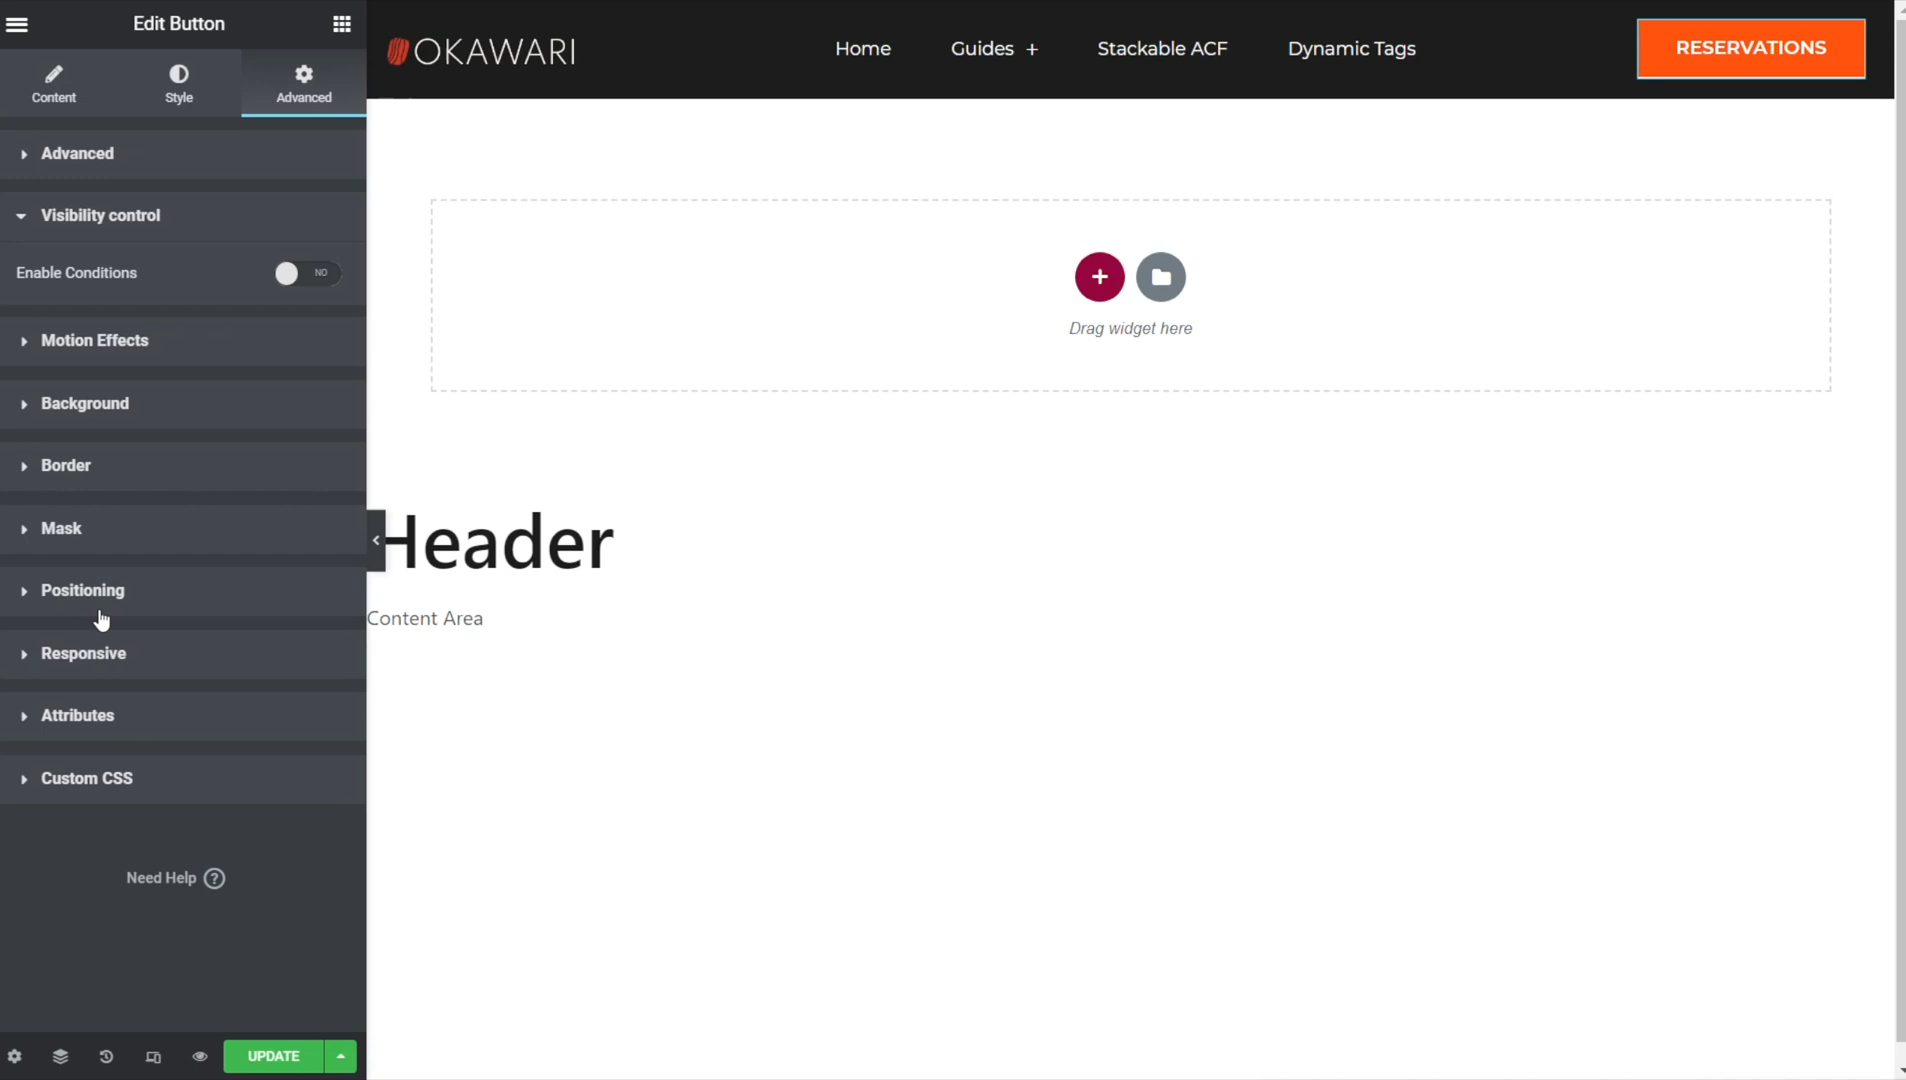 Edit Button
Content
Style
Advanced
Advanced
Visibility control
Enable Conditions
NO
Motion Effects
Background
Border
Mask
Positioning
Responsive
Attributes
Custom CSS
Need Help ?
UPDATE
OKAWARI
Home
Guides +
Stackable ACF
Dynamic Tags
RESERVATIONS
Drag widget here
Header
Content Area